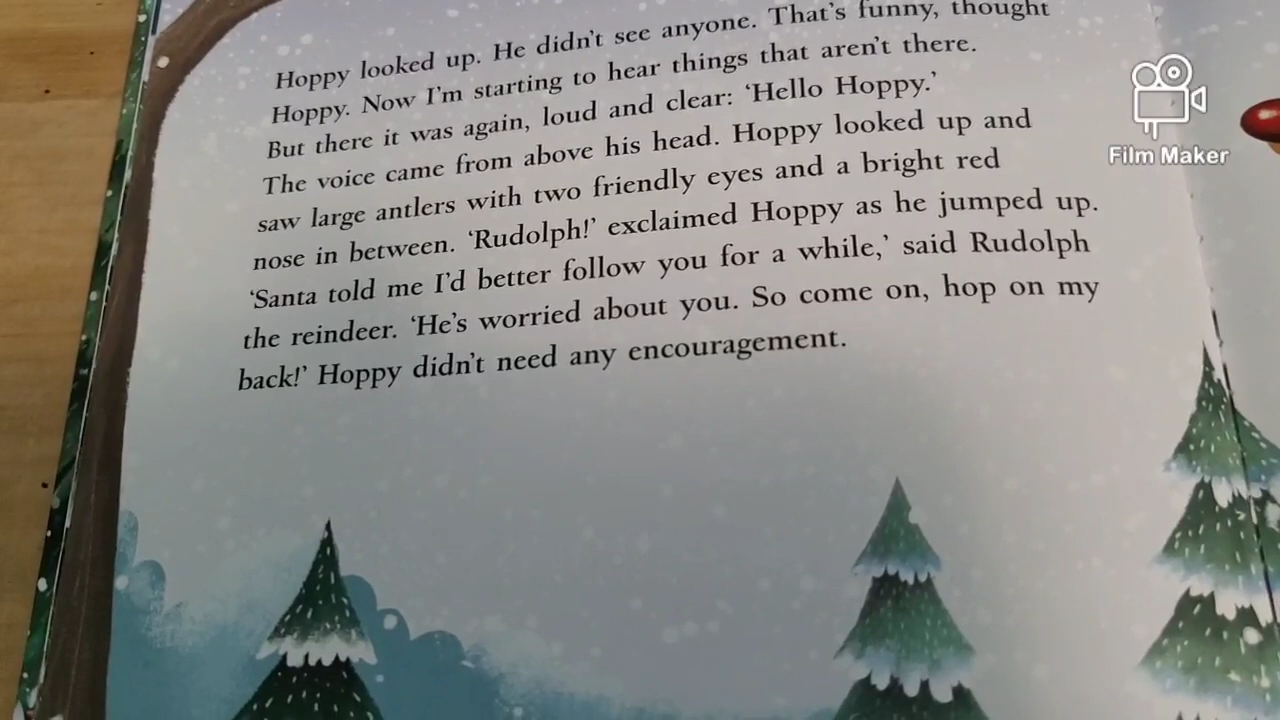 Hoppy looked up. He didn't see anyone. That's funny, thought
Hoppy. Now I'm starting to hear things that aren't there.
But there it was again, loud and clear: ‘Hello Hoppy.’
The voice came from above his head. Hoppy looked up and
saw large antlers with two friendly eyes and a bright red
nose in between. ‘Rudolph!’ exclaimed Hoppy as he jumped up.
‘Santa told me I'd better follow you for a while,’ said Rudolph
the reindeer. ‘He's worried about you. So come on, hop on my
back!’ Hoppy didn't need any encouragement.
Film Maker